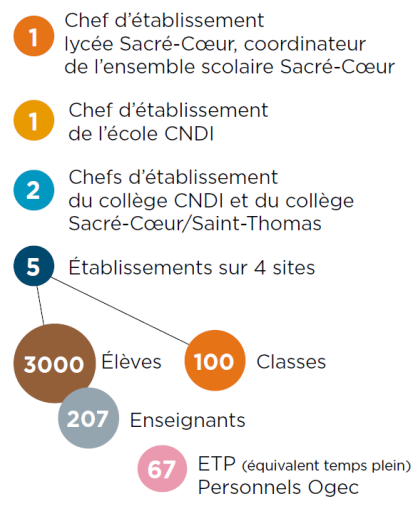 1 Chef d'établissement
lycée Sacré-Cœur, coordinateur
de l'ensemble scolaire Sacré-Cœur
1 Chef d'établissement
de l'école CNDI
2 Chefs d'établissement
du collège CNDI et du collège
Sacré-Cœur/Saint-Thomas
5 Établissements sur 4 sites
3000 Élèves
100 Classes
207 Enseignants
67 ETP (équivalent temps plein)
Personnels Ogec